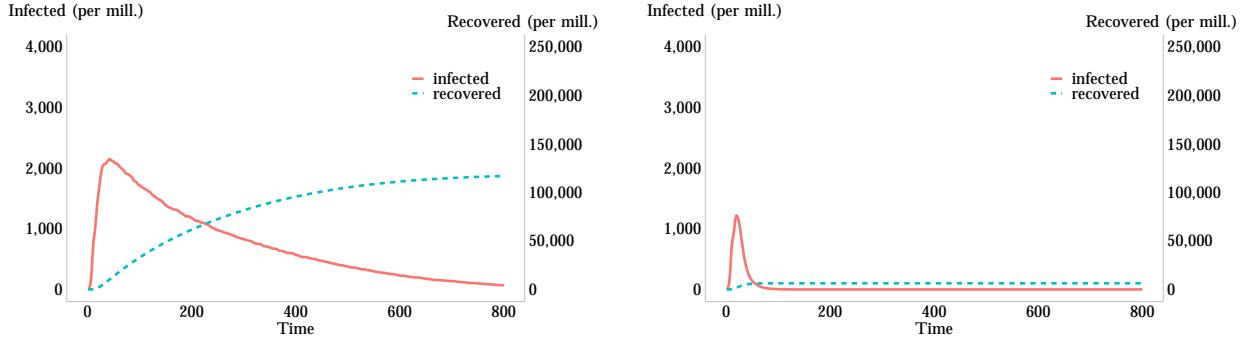 Infected (per mill.)
Recovered (per mill.)
4,000
3,000
2,000
1,000
0
250,000
200,000
150,000
100,000
50,000
0
infected
recovered
0 200 400 600 800
Time
Infected (per mill.)
Recovered (per mill.)
4,000
3,000
2,000
1,000
0
250,000
200,000
150,000
100,000
50,000
0
infected
recovered
0 200 400 600 800
Time